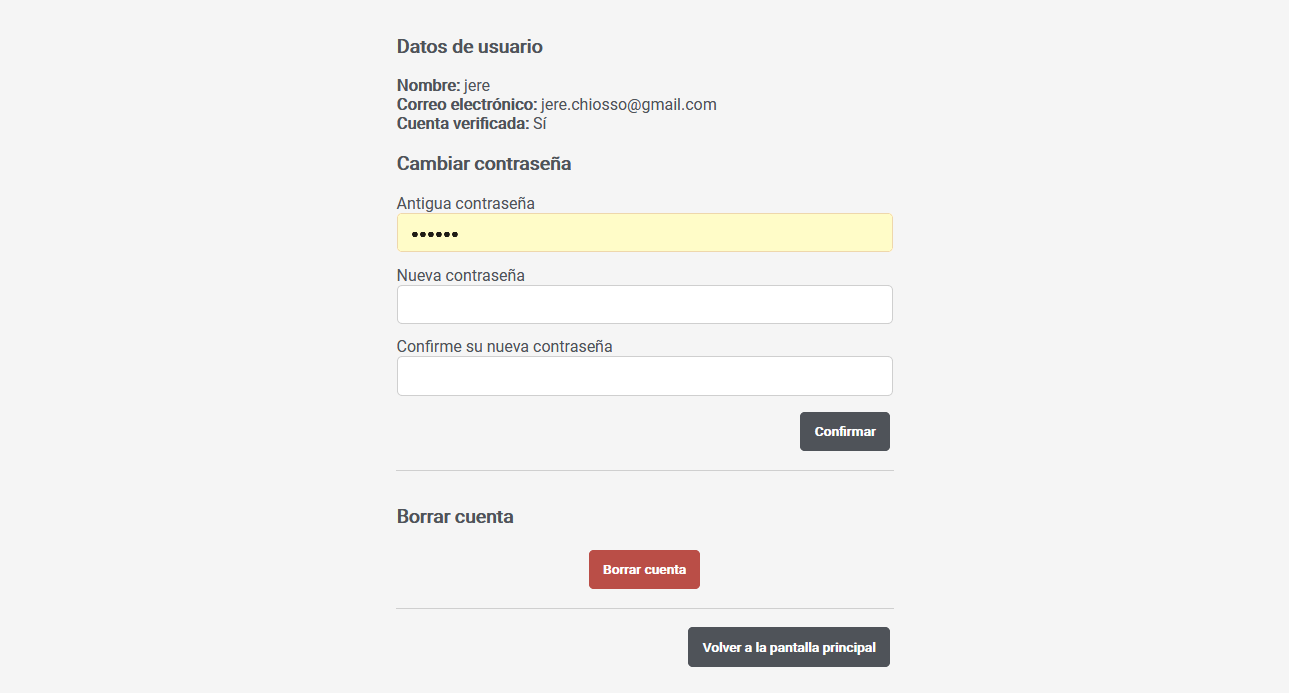 Datos de usuario
Nombre: jere
Correo electrónico: jere.chiosso@gmail.com
Cuenta verificada: Sí
Cambiar contraseña
Antigua contraseña
••••••
Nueva contraseña
Confirme su nueva contraseña
Confirmar
Borrar cuenta
Borrar cuenta
Volver a la pantalla principal